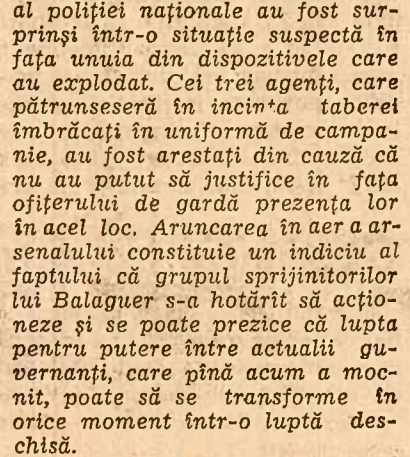 al poliției naționale au fost sur-
prinși într-o situație suspectă în
fața unuia din dispozitivele care
au explodat. Cei trei agenți, care
pătrunseseră în incinta taberei
îmbrăcați în uniformă de campa-
nie, au fost arestați din cauză că
nu au putut să justifice în fața
ofițerului de gardă prezența lor
în acel loc. Aruncarea în aer a ar-
senalului constituie un indiciu al
faptului că grupul sprijinitorilor
lui Balaguer s-a hotărît să acțio-
neze și se poate prezice că lupta
pentru putere între actualii gu-
vernanți, care pînă acum a moc-
nit, poate să se transforme în
orice moment într-o luptă des-
chisă.